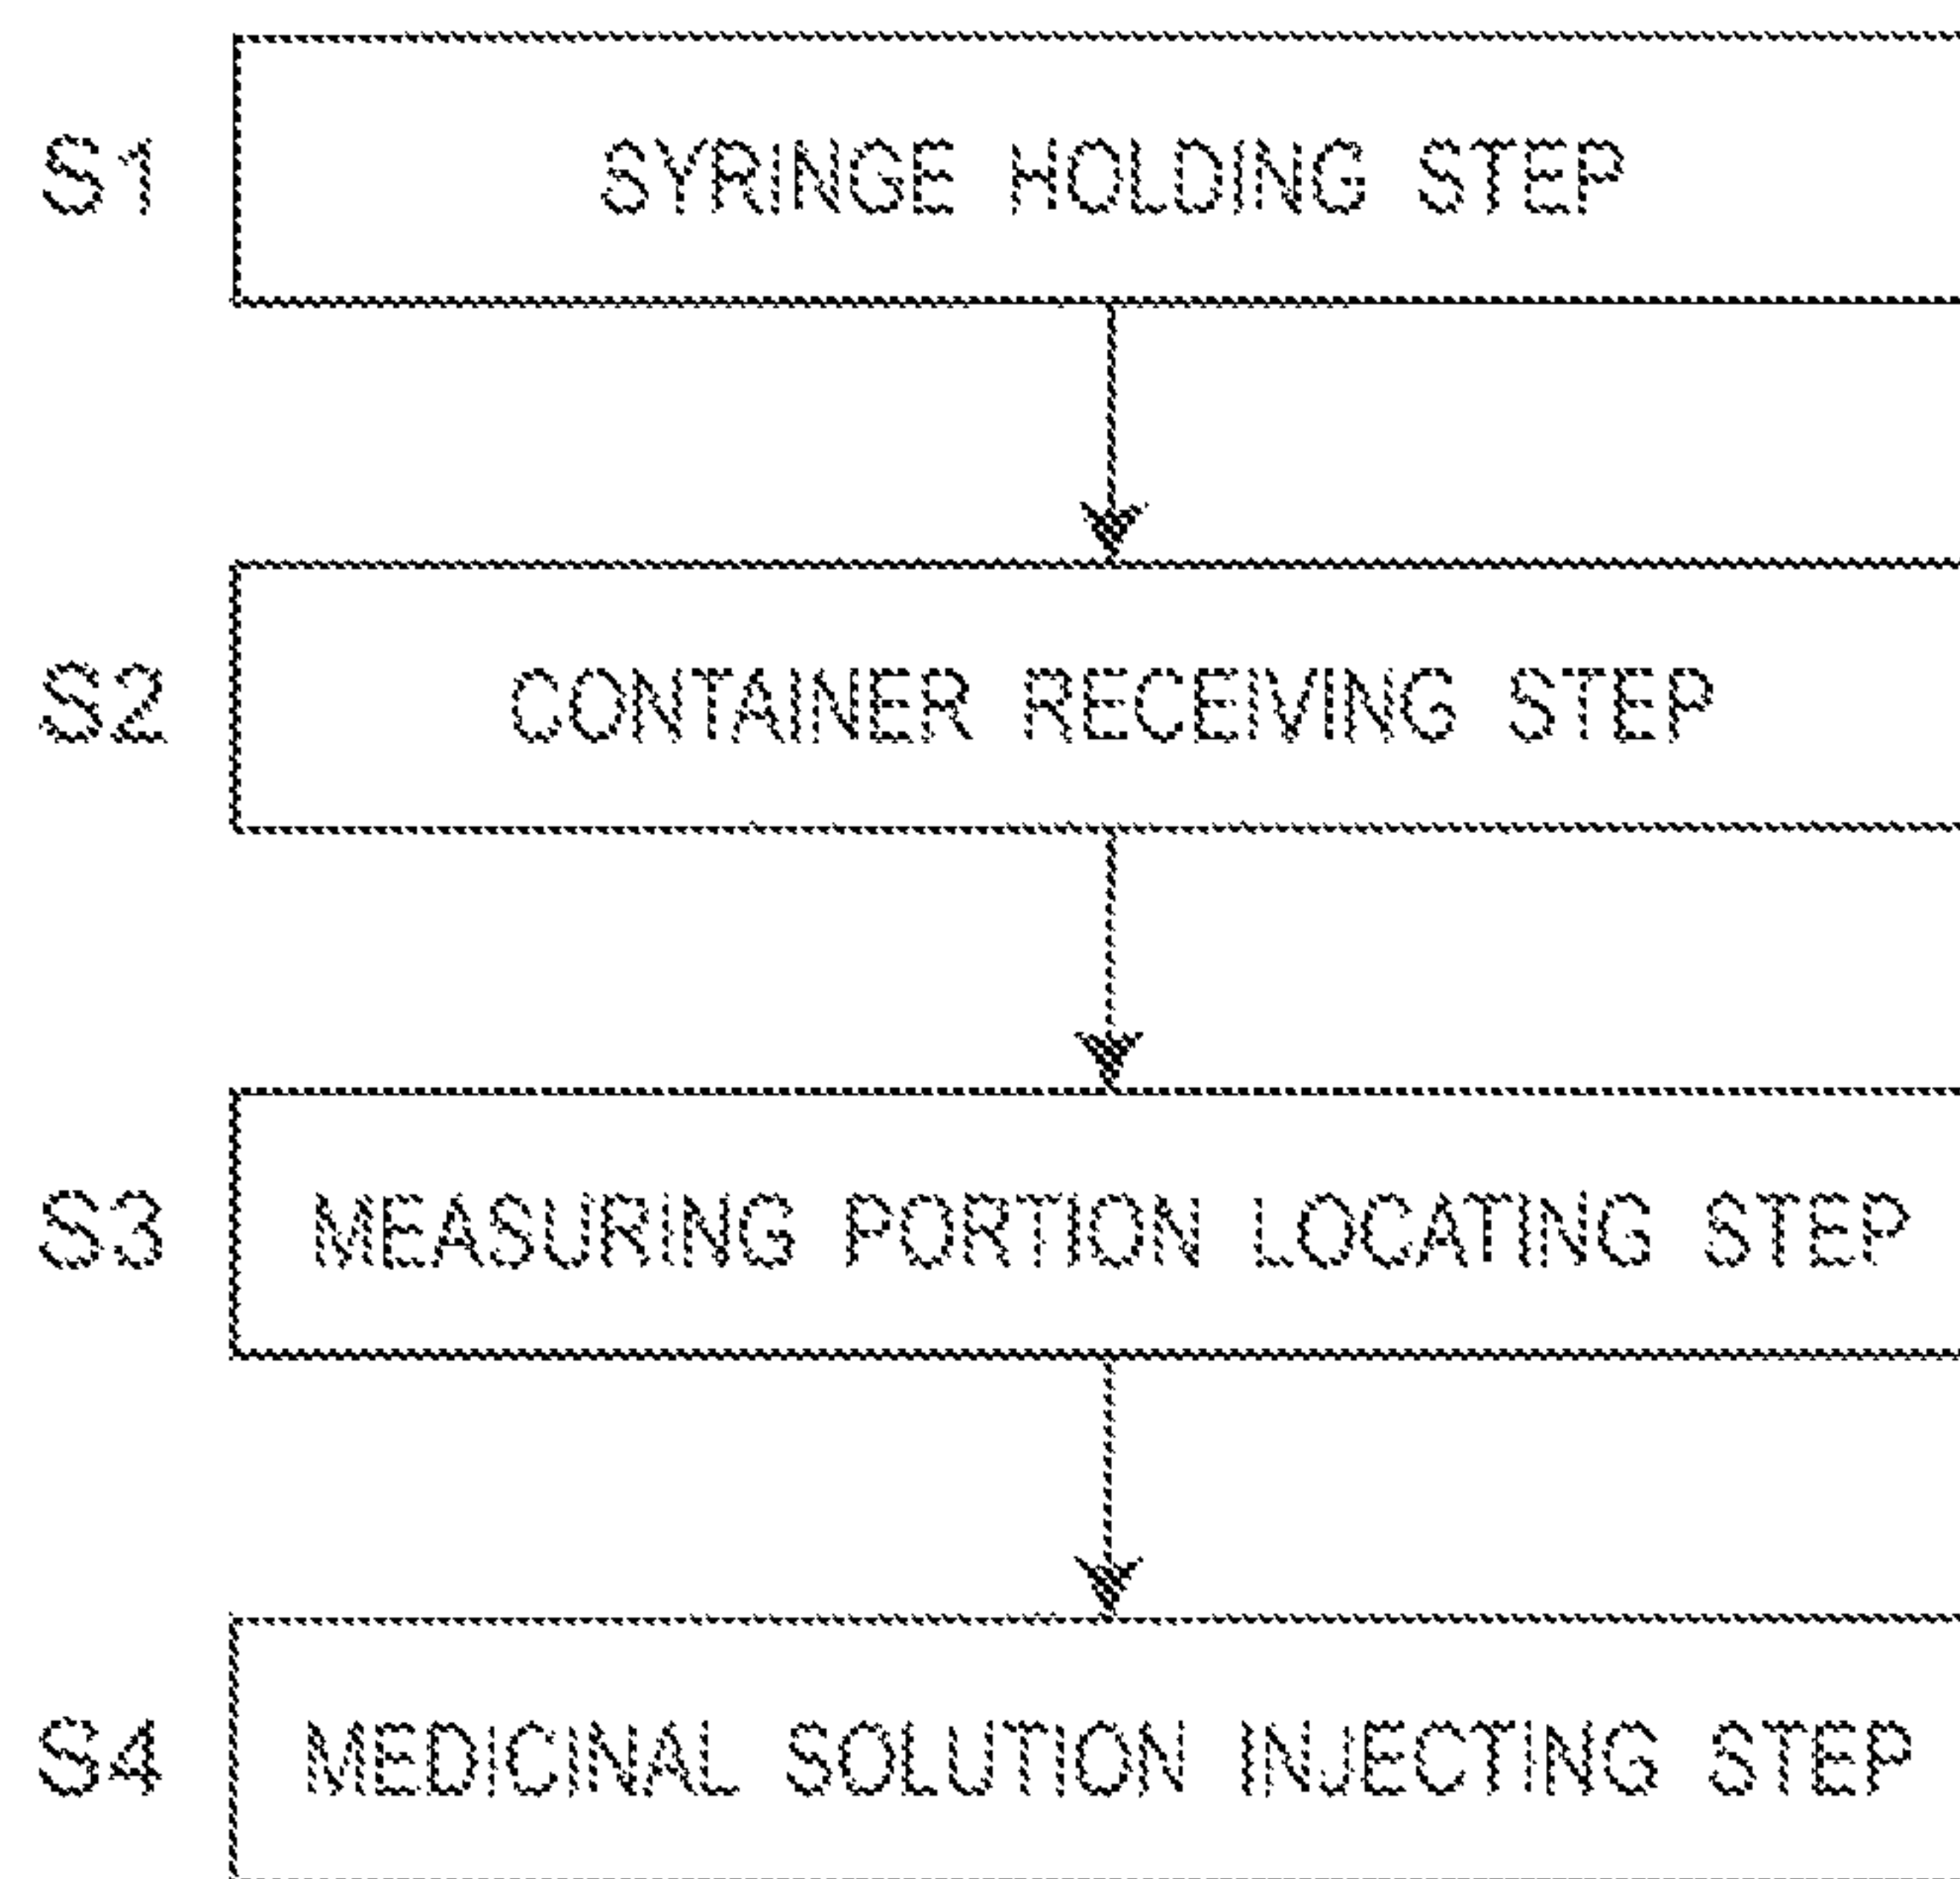 S1 SYRINGE HOLDING STEP
S2 CONTAINER RECEIVING STEP
S3 MEASURING PORTION LOCATING STEP
S4 MEDICINAL SOLUTION INJECTING STEP